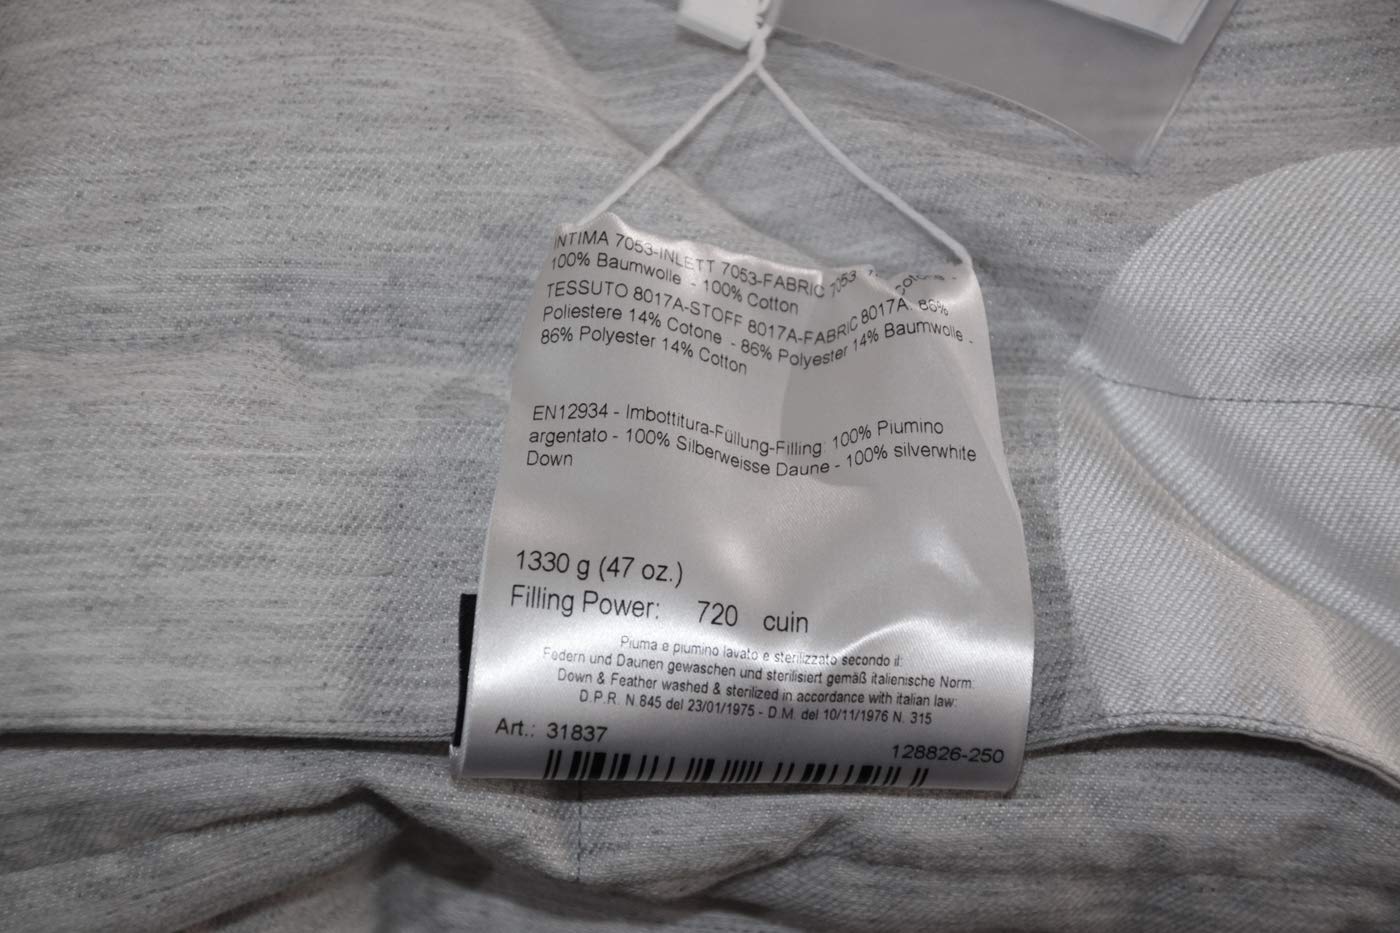 INTIMA 7053-INLETT 7053-FABRIC 7053
100% Baumwolle - 100% Cotton
TESSUTO 8017A-STOFF 8017A-FABRIC 8017A: 86%
Poliestere 14% Cotone - 86% Polyester 14% Baumwolle -
86% Polyester 14% Cotton
EN12934 - Imbottitura-Füllung-Filling: 100% Piumino
argentato - 100% Silberweisse Daune - 100% silverwhite
Down
1330 g (47 oz.)
Filling Power: 720 cuin
Piuma e piumino lavato e sterilizzato secondo il:
Federn und Daunen gewaschen und sterilisiert gemäß italienische Norm:
Down & Feather washed & sterilized in accordance with italian law:
D.P.R. N.845 del 23/01/1975 - D.M. del 10/11/1976 N. 315
Art.: 31837
128826-250